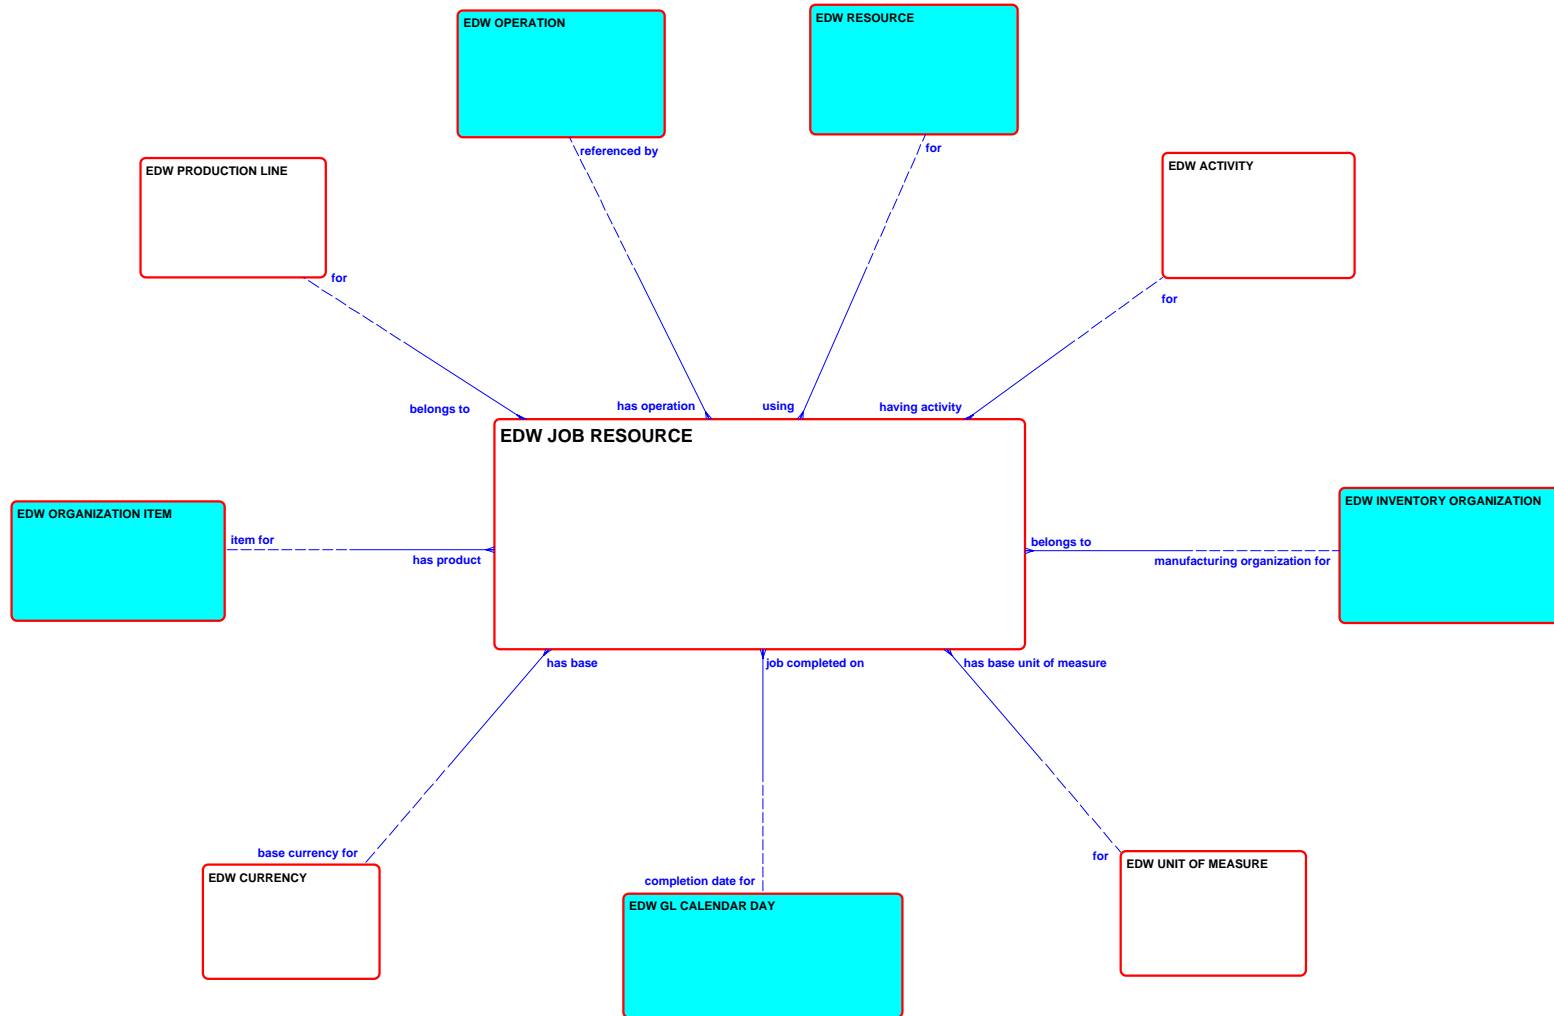 EDW OPERATION
EDW RESOURCE
referenced by
for
EDW PRODUCTION LINE
EDW ACTIVITY
for
for
belongs to
has operation
using
having activity
EDW JOB RESOURCE
EDW ORGANIZATION ITEM
EDW INVENTORY ORGANIZATION
item for
has product
belongs to
manufacturing organization for
has base
job completed on
has base unit of measure
base currency for
completion date for
for
EDW CURRENCY
EDW GL CALENDAR DAY
EDW UNIT OF MEASURE